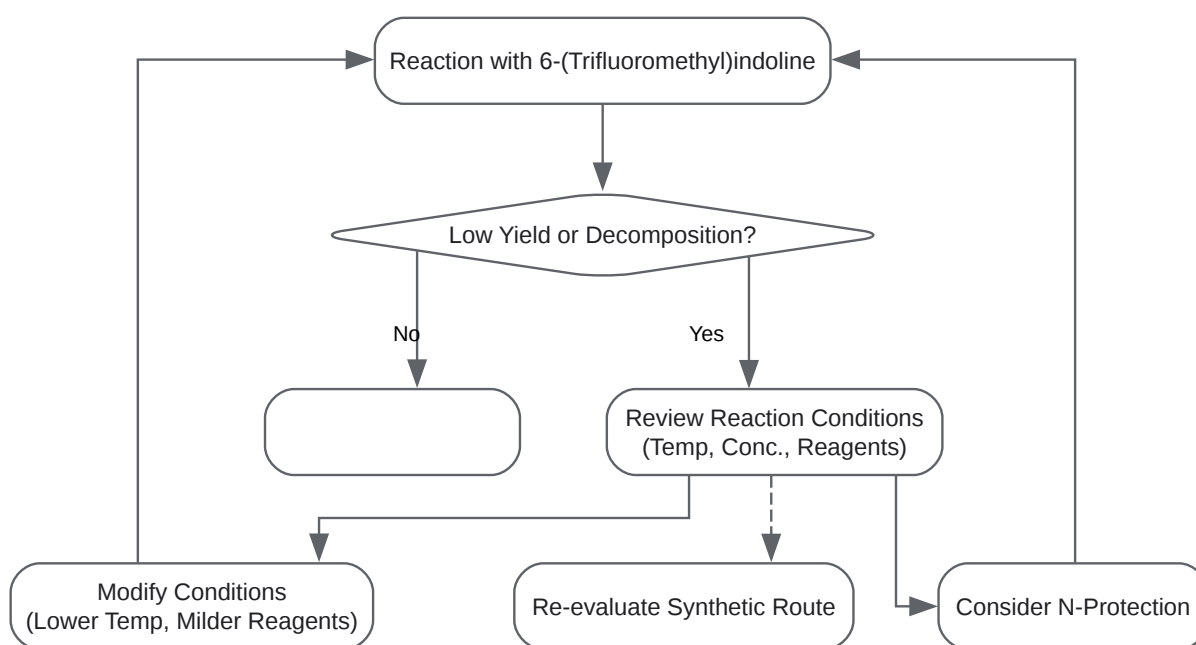 Reaction with 6-(Trifluoromethyl)indoline
Low Yield or Decomposition?
No
Yes
Review Reaction Conditions
(Temp, Conc., Reagents)
Modify Conditions
(Lower Temp, Milder Reagents)
Re-evaluate Synthetic Route
Consider N-Protection